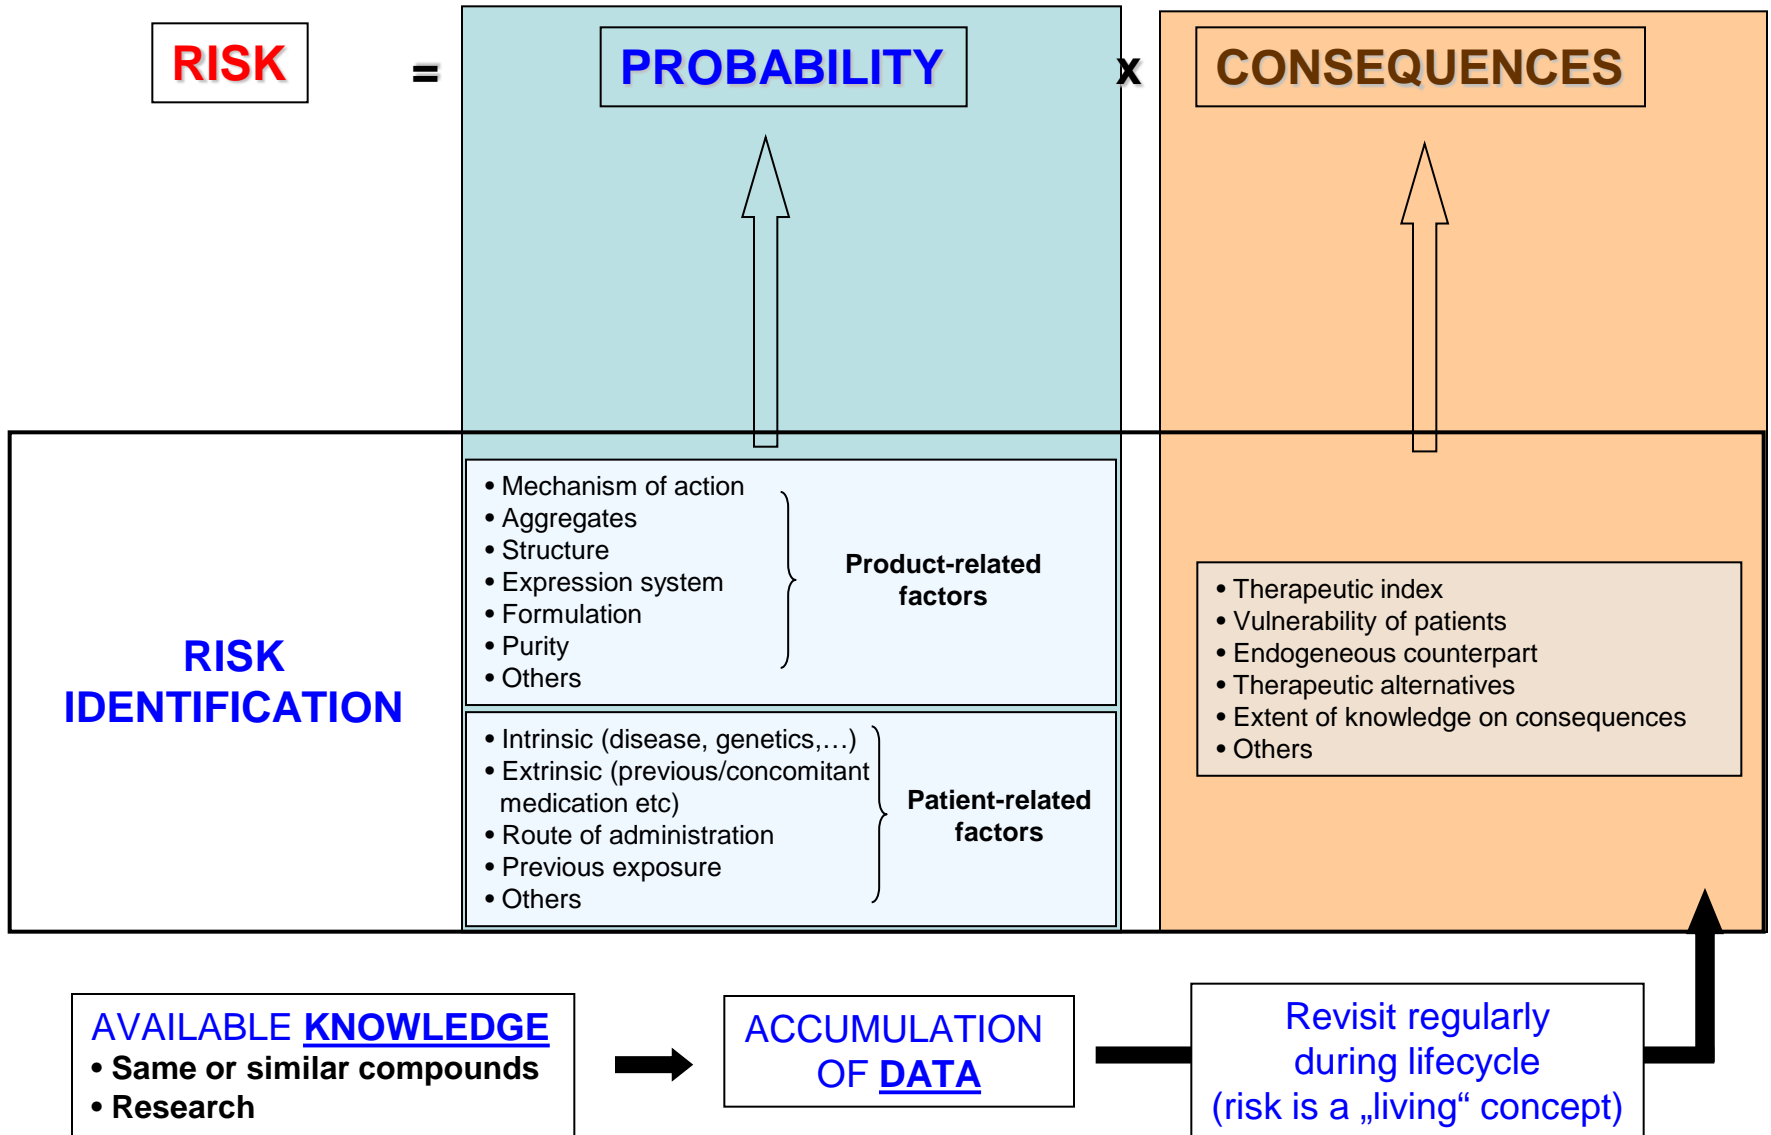 RISK = PROBABILITY x CONSEQUENCES
RISK
IDENTIFICATION
• Mechanism of action
• Aggregates
• Structure
• Expression system
• Formulation
• Purity
• Others
Product-related
factors
• Intrinsic (disease, genetics,…)
• Extrinsic (previous/concomitant
medication etc)
• Route of administration
• Previous exposure
• Others
Patient-related
factors
• Therapeutic index
• Vulnerability of patients
• Endogeneous counterpart
• Therapeutic alternatives
• Extent of knowledge on consequences
• Others
AVAILABLE KNOWLEDGE
• Same or similar compounds
• Research
ACCUMULATION
OF DATA
Revisit regularly
during lifecycle
(risk is a „living“ concept)